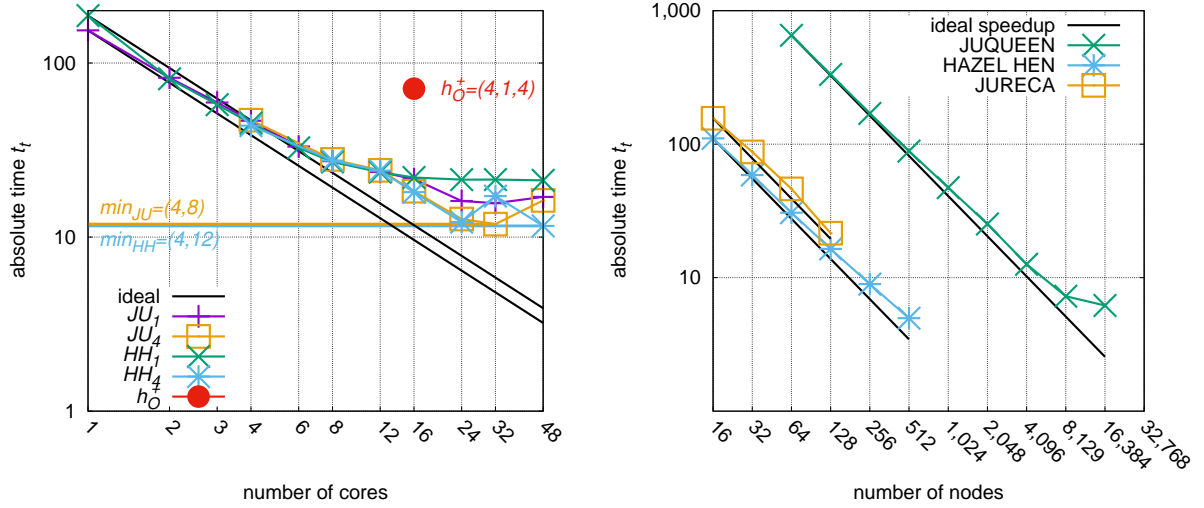 100
10
1
absolute time t_t
h_O^+=(4,1,4)
min_JU=(4,8)
min_HH=(4,12)
ideal
JU_1
JU_4
HH_1
HH_4
h_O^+
1 2 3 4 6 8 12 16 24 32 48
number of cores
1,000
100
10
1
absolute time t_t
ideal speedup
JUQUEEN
HAZEL HEN
JURECA
16 32 64 128 256 512 1,024 2,048 4,096 8,129 16,384 32,768
number of nodes